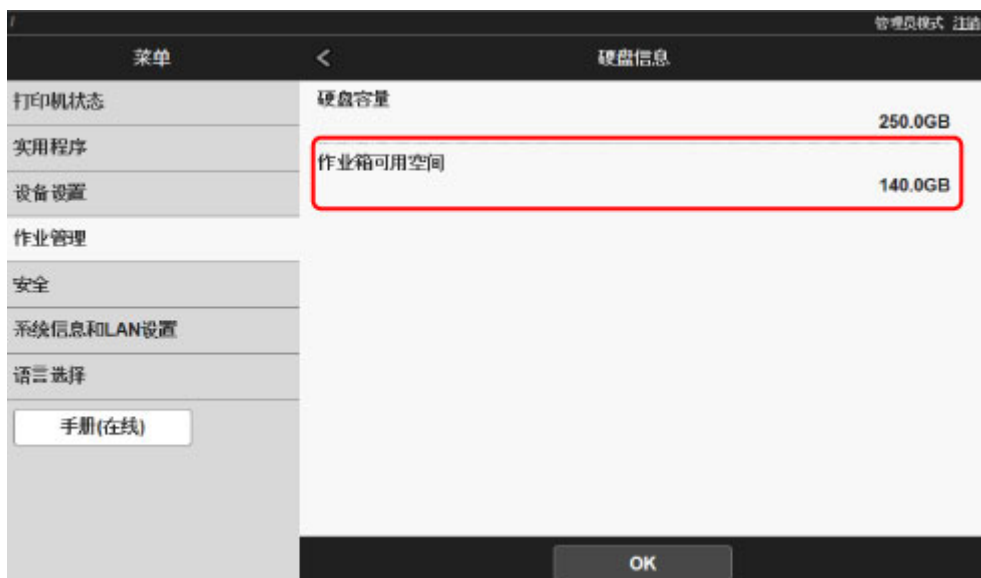 /
管理员模式 注销
菜单
< 硬盘信息
打印机状态
实用程序
设备设置
作业管理
安全
系统信息和LAN设置
语言选择
手册(在线)
硬盘容量
250.0GB
作业箱可用空间
140.0GB
OK